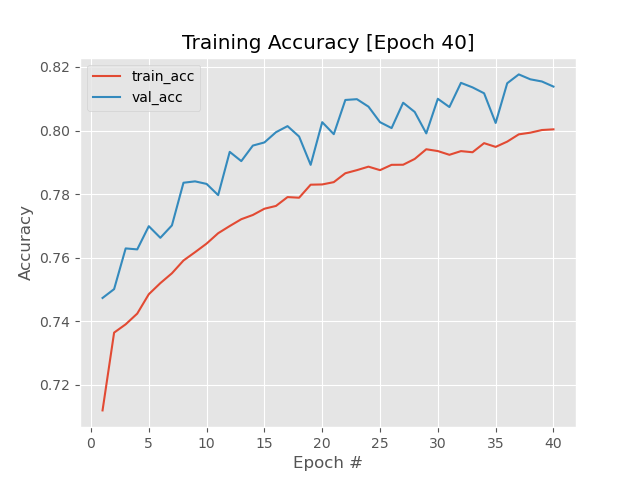 Training Accuracy [Epoch 40]
train_acc
val_acc
0.82
0.80
0.78
0.76
0.74
0.72
Accuracy
0 5 10 15 20 25 30 35 40
Epoch #